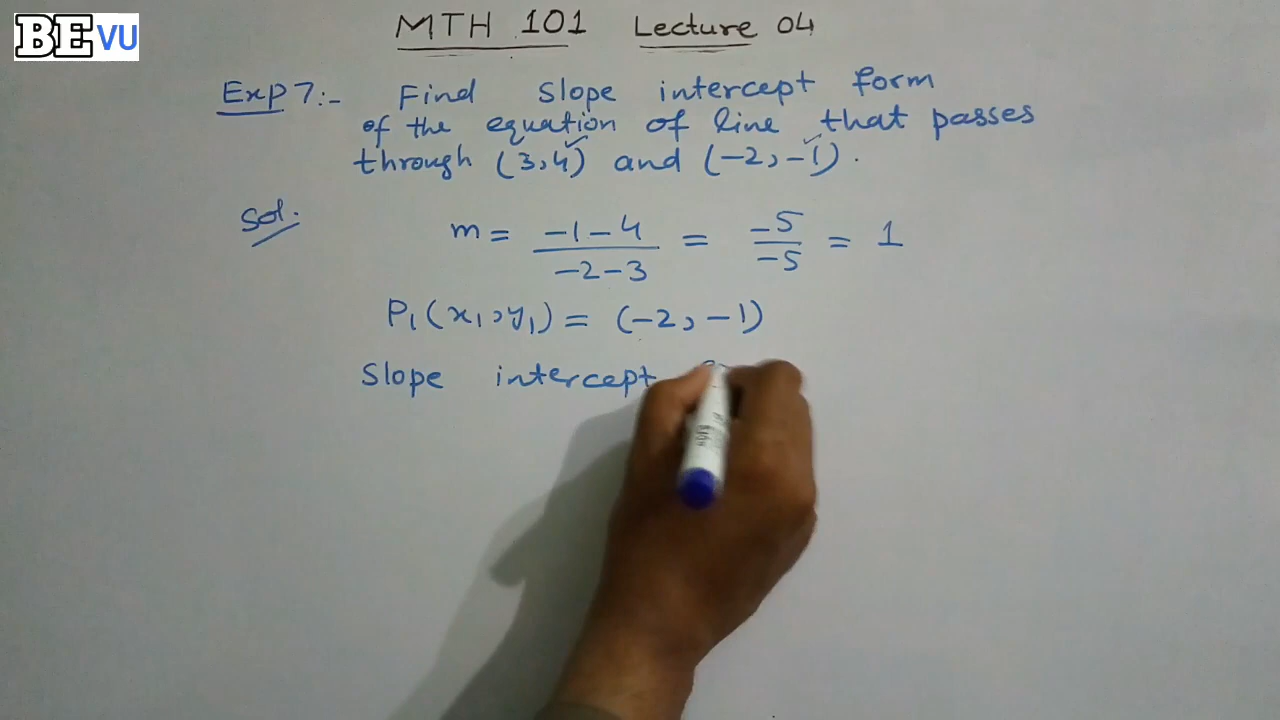 BEVU
MTH 101 Lecture 04
Exp 7:- Find Slope intercept form
of the equation of line that passes
through (3,4) and (-2,-1).
Sol.
m = \frac{-1-4}{-2-3} = \frac{-5}{-5} = 1
P₁(x₁,y₁) = (-2,-1)
Slope intercept